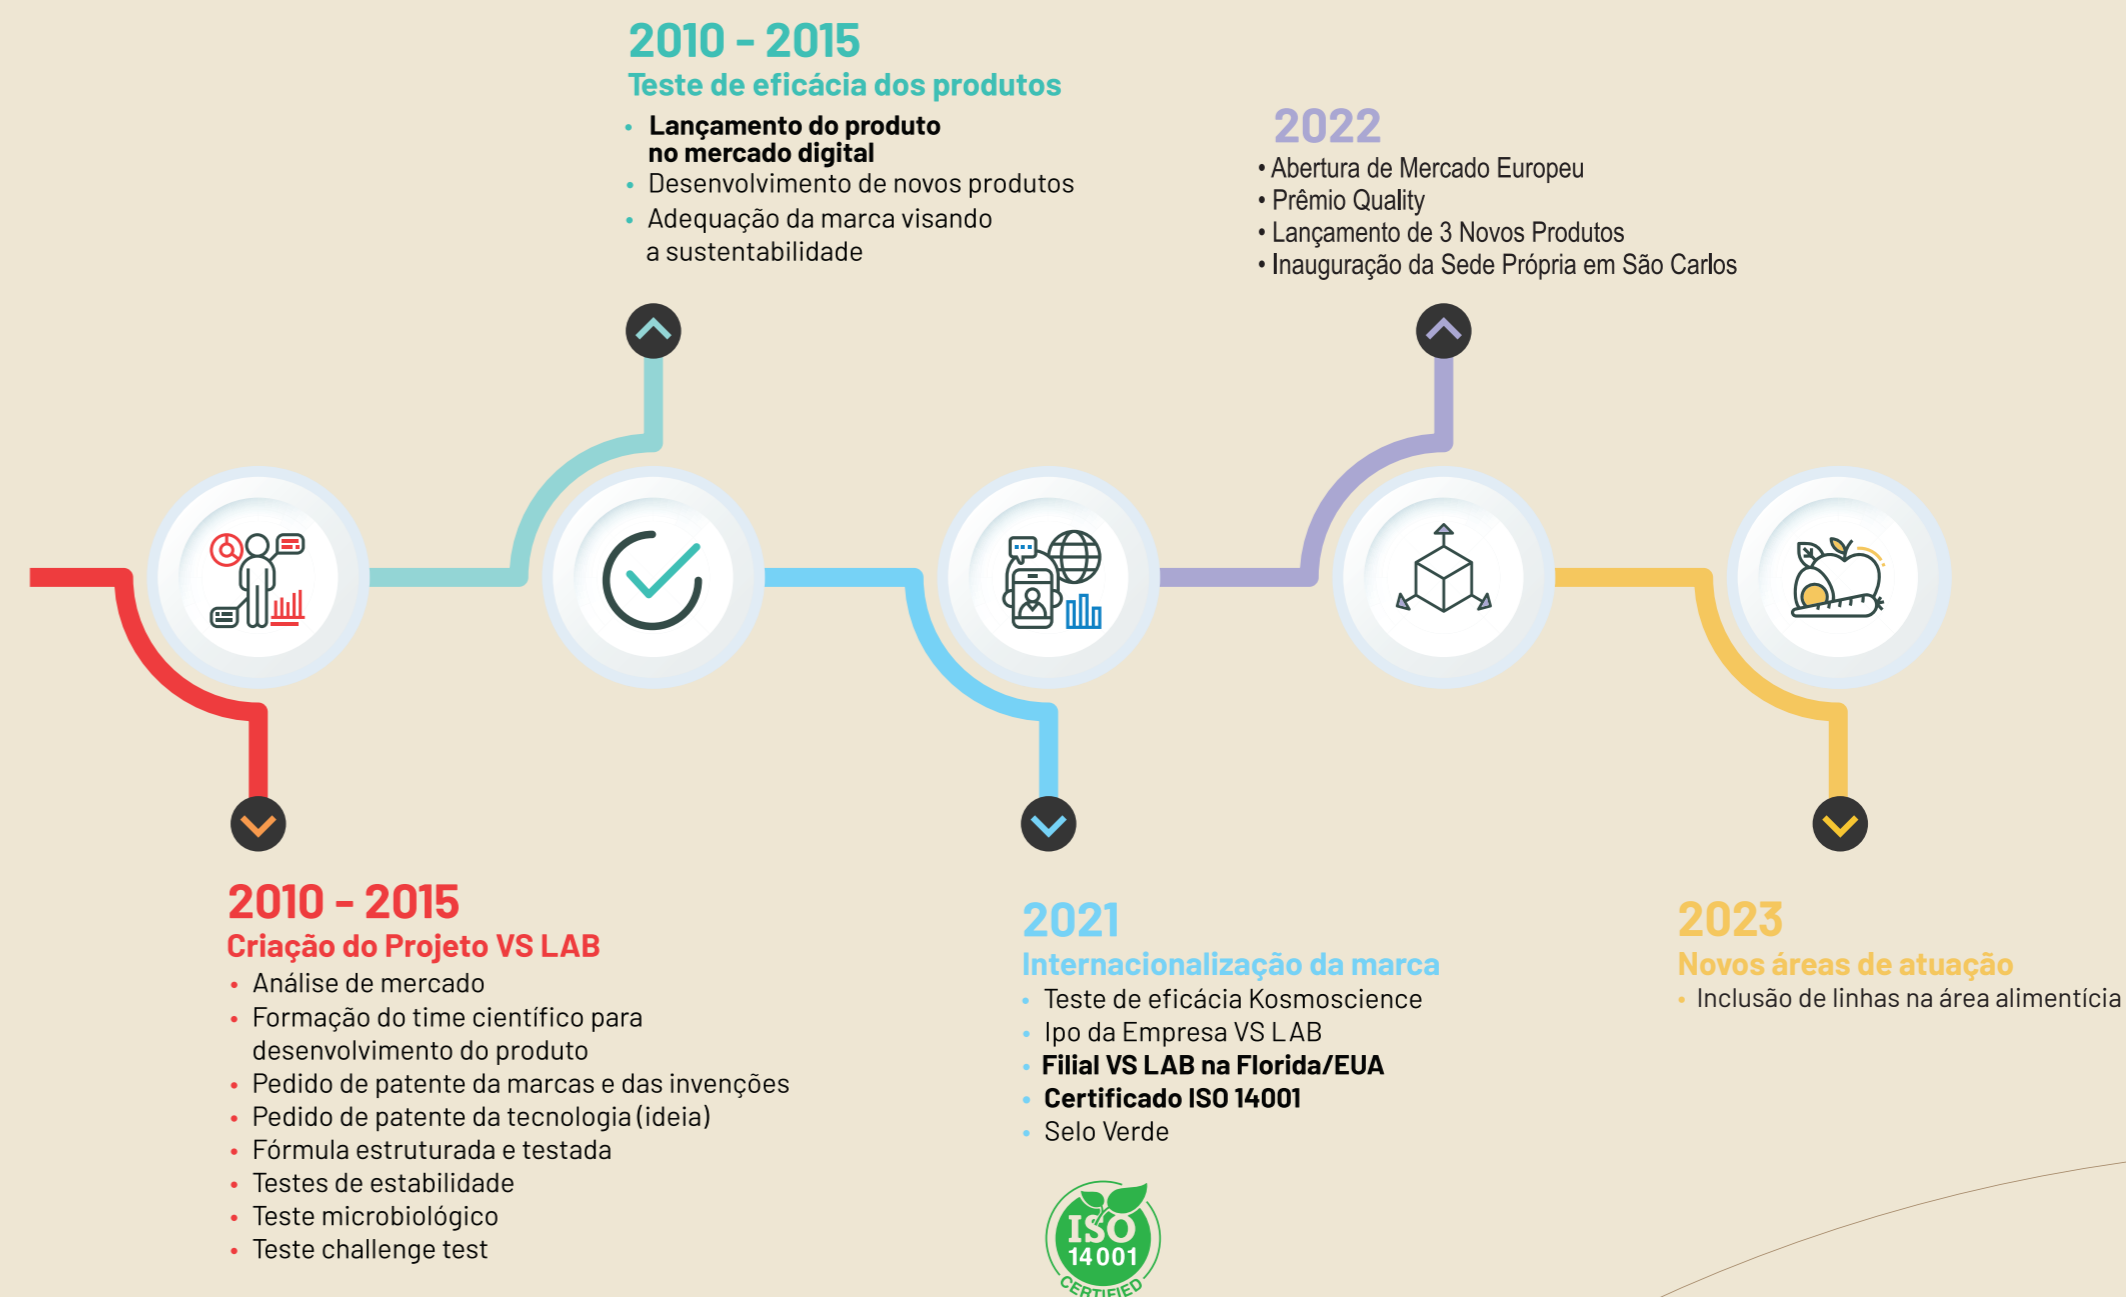 2010 - 2015
Teste de eficácia dos produtos
• Lançamento do produto
no mercado digital
• Desenvolvimento de novos produtos
• Adequação da marca visando
a sustentabilidade
2022
• Abertura de Mercado Europeu
• Prêmio Quality
• Lançamento de 3 Novos Produtos
• Inauguração da Sede Própria em São Carlos
2010 - 2015
Criação do Projeto VS LAB
• Análise de mercado
• Formação do time científico para
desenvolvimento do produto
• Pedido de patente da marcas e das invenções
• Pedido de patente da tecnologia (ideia)
• Fórmula estruturada e testada
• Testes de estabilidade
• Teste microbiológico
• Teste challenge test
2021
Internacionalização da marca
• Teste de eficácia Kosmoscience
• Ipo da Empresa VS LAB
• Filial VS LAB na Florida/EUA
• Certificado ISO 14001
• Selo Verde
ISO
14001
CERTIFIED
2023
Novos áreas de atuação
• Inclusão de linhas na área alimentícia